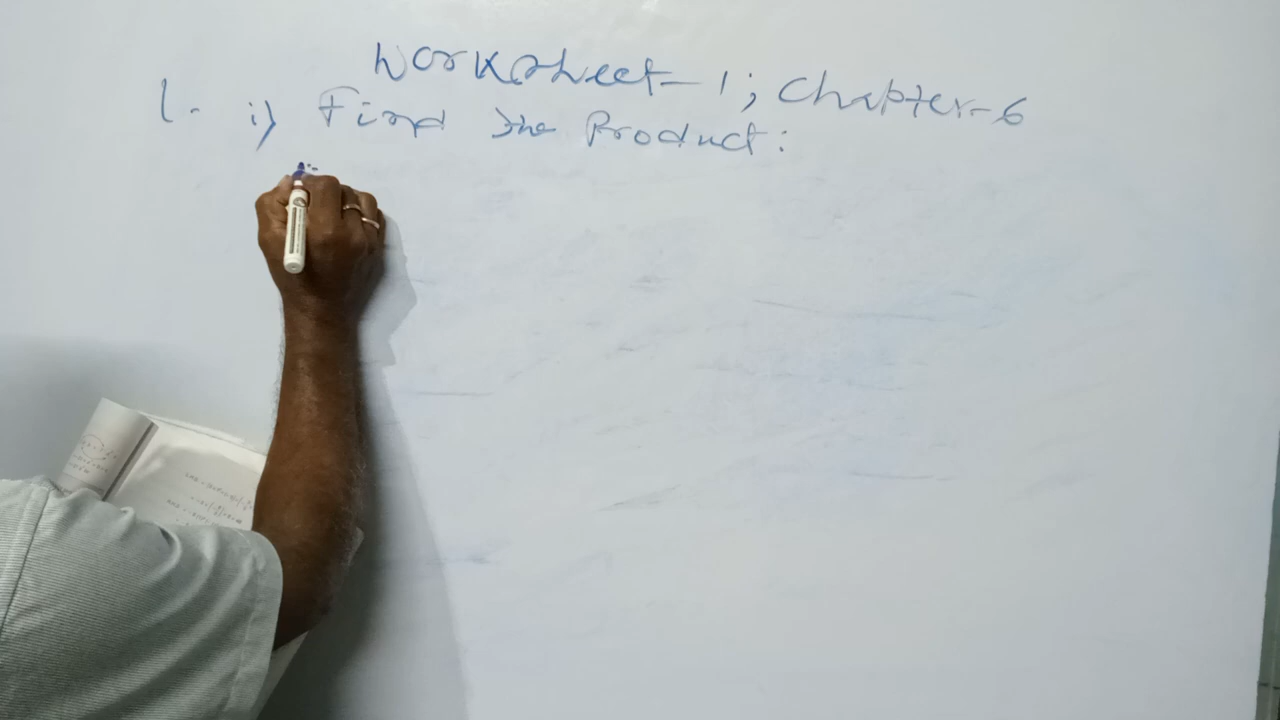 Worksheet-1; Chapter-6
1. i) Find the Product: